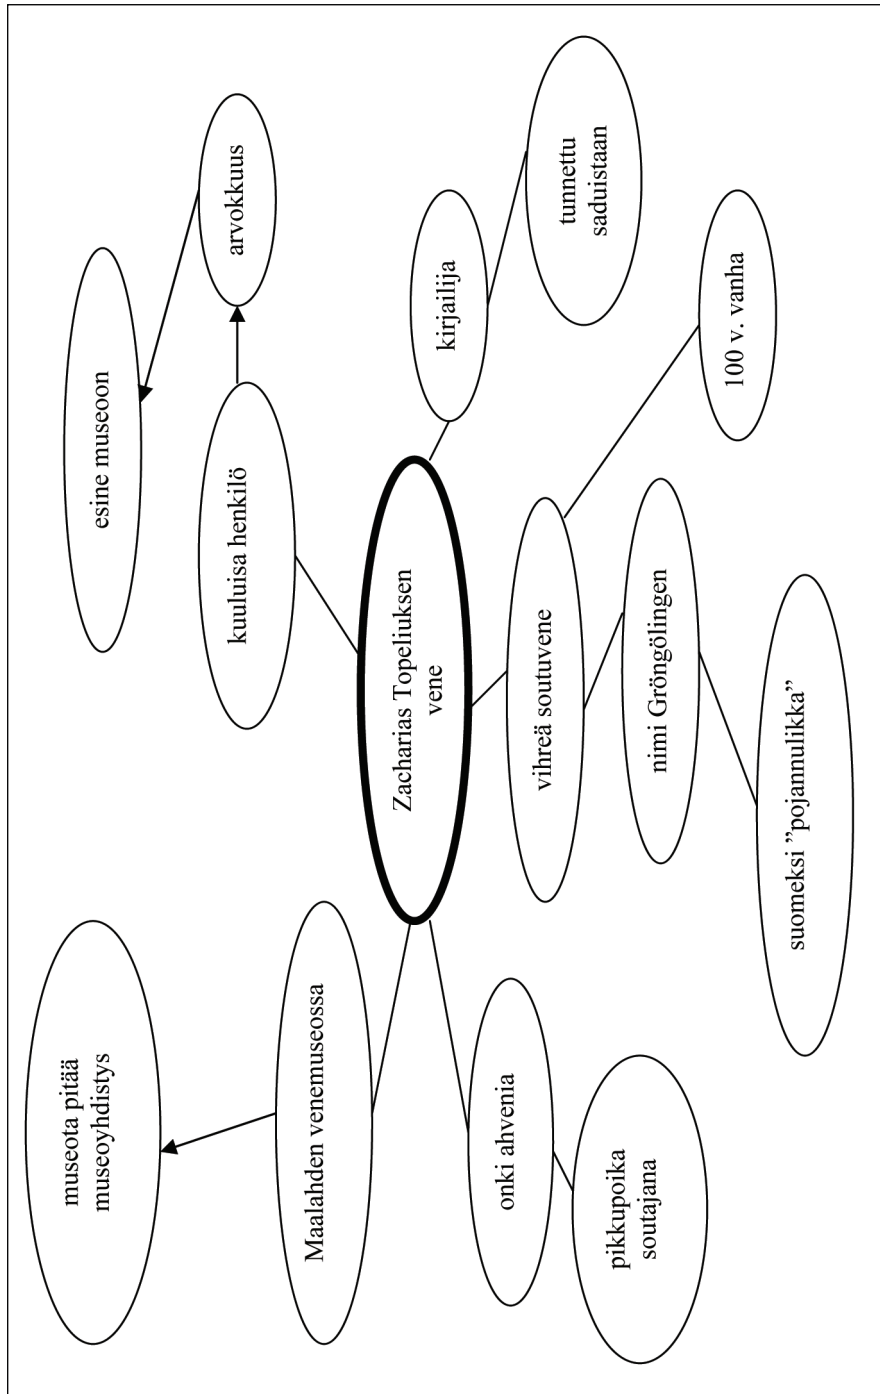 museota pitää
museoyhdistys
esine museoon
arvokkuus
Maalahden venemuseossa
kuuluisa henkilö
Zacharias Topeliuksen
vene
kirjailija
tunnettu
saduistaan
onki ahvenia
vihreä soutuvene
pikkupoika
soutajana
nimi Gröngölingen
100 v. vanha
suomeksi ”pojannulikka”